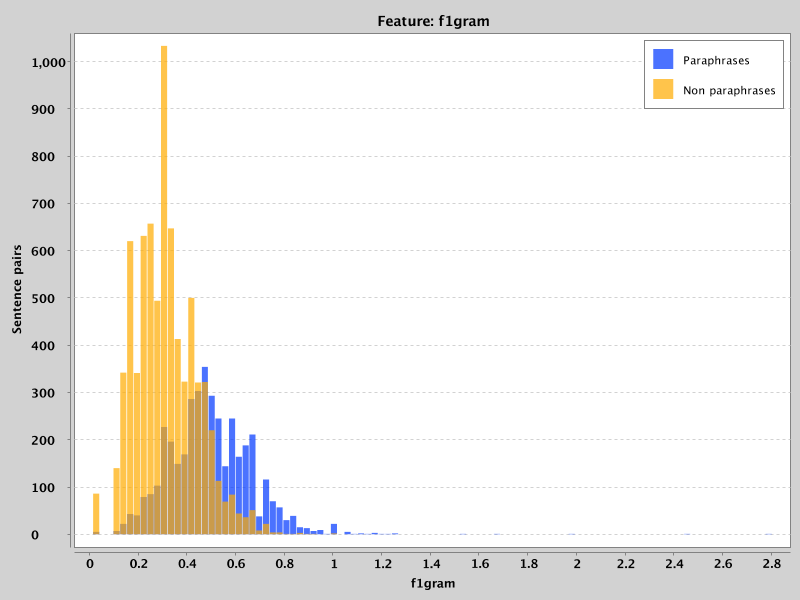 Feature: f1gram
Paraphrases
Non paraphrases
1,000
900
800
700
600
500
400
300
200
100
0
Sentence pairs
0 0.2 0.4 0.6 0.8 1 1.2 1.4 1.6 1.8 2 2.2 2.4 2.6 2.8
f1gram